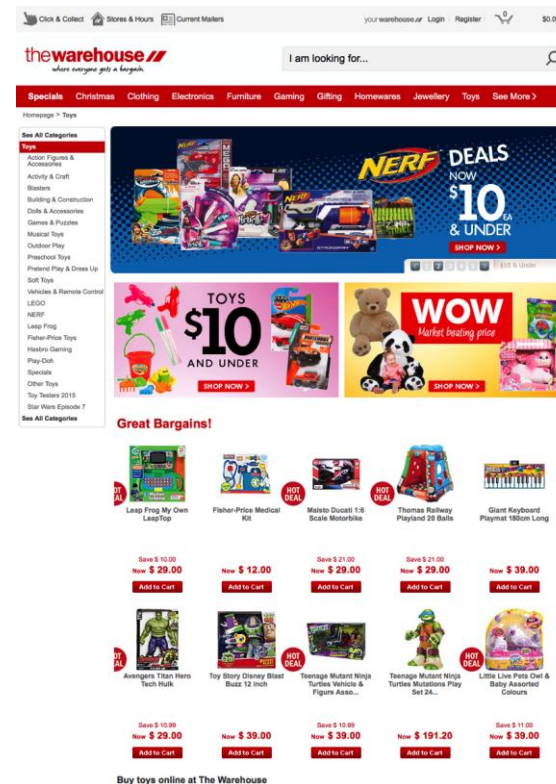 Click & Collect Stores & Hours Current Mailers your warehouse.nz Login Register 0 $0.0
thewarehouse
where everyone gets a bargain.
I am looking for...
Specials Christmas Clothing Electronics Furniture Gaming Gifting Homewares Jewellery Toys See More >
Homepage > Toys
See All Categories
Toys
Action Figures &
Accessories
Activity & Craft
Blasters
Building & Construction
Dolls & Accessories
Games & Puzzles
Musical Toys
Outdoor Play
Preschool Toys
Pretend Play & Dress Up
Soft Toys
Vehicles & Remote Control
LEGO
NERF
Leap Frog
Fisher-Price Toys
Hasbro Gaming
Play-Doh
Specials
Other Toys
Toy Testers 2015
Star Wars Episode 7
See All Categories
NERF DEALS
NOW
$10 EA
& UNDER
SHOP NOW >
1 2 3 4 5 $10 & Under
TOYS
$10
AND UNDER
SHOP NOW >
WOW
Market beating price
SHOP NOW >
Great Bargains!
HOT DEAL
HOT DEAL
Leap Frog My Own
LeapTop
Fisher-Price Medical
Kit
Maisto Ducati 1:6
Scale Motorbike
Thomas Railway
Playland 20 Balls
Giant Keyboard
Playmat 180cm Long
Save $ 10.00
Now $ 29.00
Add to Cart
Now $ 12.00
Add to Cart
Save $ 21.00
Now $ 29.00
Add to Cart
Save $ 21.00
Now $ 29.00
Add to Cart
Now $ 39.00
Add to Cart
HOT DEAL
HOT DEAL
Avengers Titan Hero
Tech Hulk
Toy Story Disney Blast
Buzz 12 inch
Teenage Mutant Ninja
Turtles Vehicle &
Figure Asso...
Teenage Mutant Ninja
Turtles Mutations Play
Set 24...
Little Live Pets Owl &
Baby Assorted
Colours
Save $ 10.99
Now $ 29.00
Add to Cart
Now $ 39.00
Add to Cart
Save $ 10.99
Now $ 39.00
Add to Cart
Now $ 191.20
Add to Cart
Save $ 11.00
Now $ 39.00
Add to Cart
Buy toys online at The Warehouse